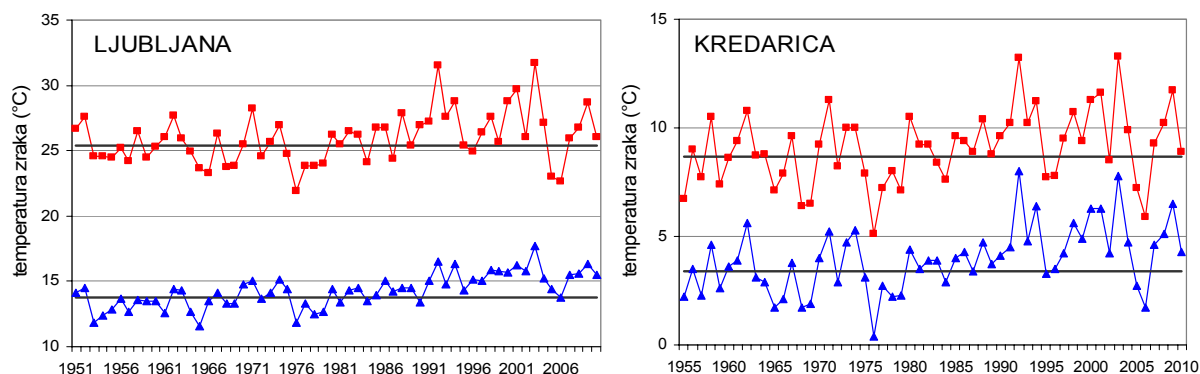 LJUBLJANA
temperatura zraka (°C)
35
30
25
20
15
10
1951 1956 1961 1966 1971 1976 1981 1986 1991 1996 2001 2006
KREDARICA
temperatura zraka (°C)
15
10
5
0
1955 1960 1965 1970 1975 1980 1985 1990 1995 2000 2005 2010